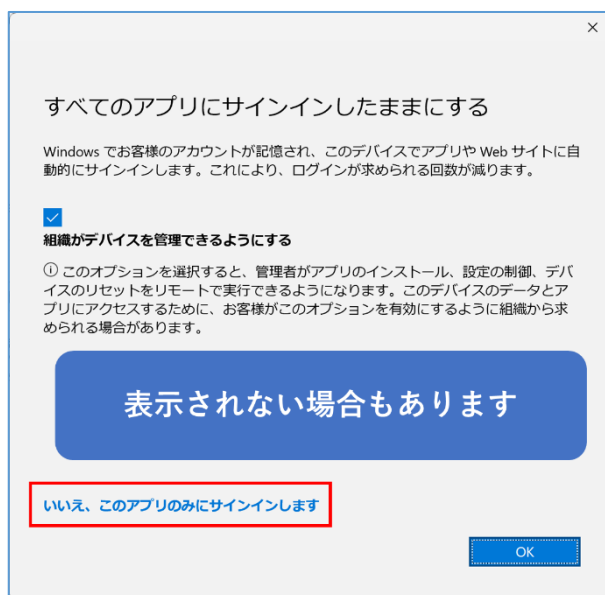 すべてのアプリにサインインしたままにする
Windows でお客様のアカウントが記憶され、このデバイスでアプリや Web サイトに自
動的にサインインします。これにより、ログインが求められる回数が減ります。
組織がデバイスを管理できるようにする
ⓘ このオプションを選択すると、管理者がアプリのインストール、設定の制御、デバ
イスのリセットをリモートで実行できるようになります。このデバイスのデータとア
プリにアクセスするために、お客様がこのオプションを有効にするように組織から求
められる場合があります。
表示されない場合もあります
いいえ、このアプリのみにサインインします
OK